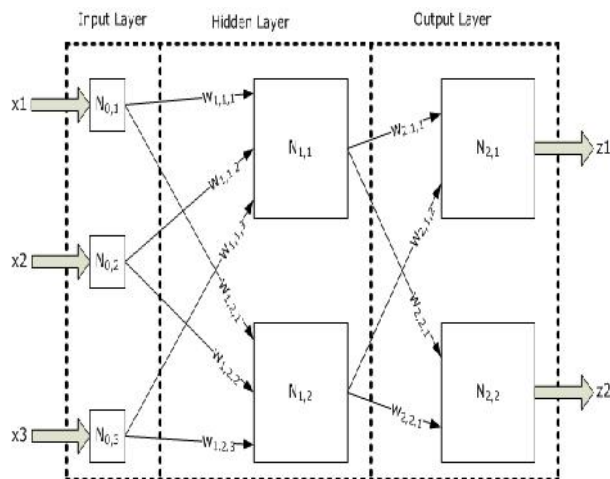 Input Layer
Hidden Layer
Output Layer
x1
N0,1
W1,1,1
N1,1
W2,1,1
N2,1
z1
W1,1,2
W1,1,3
W2,1,2
x2
N0,2
W1,2,1
W2,2,1
W1,2,2
N1,2
N2,2
z2
x3
N0,3
W1,2,3
W2,2,1